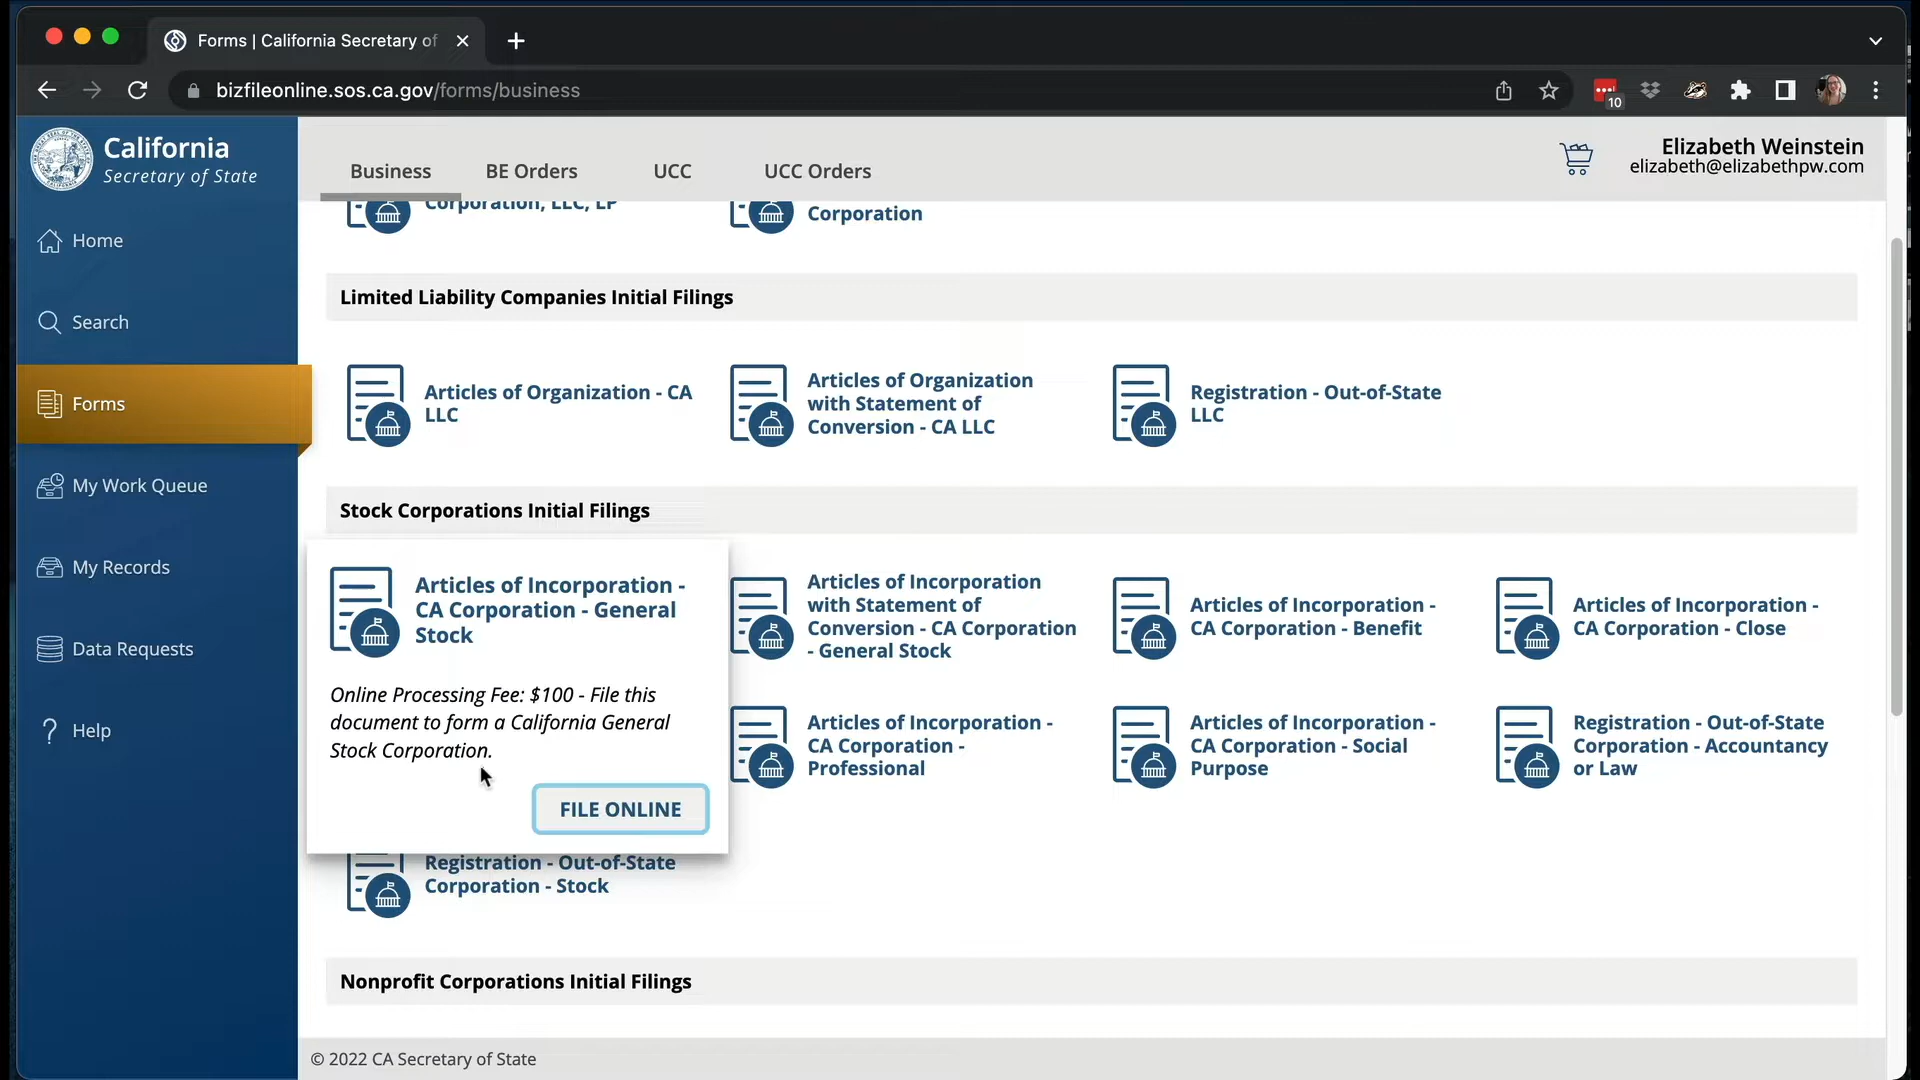 Forms | California Secretary of
bizfileonline.sos.ca.gov/forms/business
10
California
Secretary of State
Business
BE Orders
UCC
UCC Orders
Elizabeth Weinstein
elizabeth@elizabethpw.com
Home
Search
Forms
My Work Queue
My Records
Data Requests
? Help
Corporation, LLC, LP
Corporation
Limited Liability Companies Initial Filings
Articles of Organization - CA
LLC
Articles of Organization
with Statement of
Conversion - CA LLC
Registration - Out-of-State
LLC
Stock Corporations Initial Filings
Articles of Incorporation -
CA Corporation - General
Stock
Online Processing Fee: $100 - File this
document to form a California General
Stock Corporation.
FILE ONLINE
Articles of Incorporation
with Statement of
Conversion - CA Corporation
- General Stock
Articles of Incorporation -
CA Corporation - Benefit
Articles of Incorporation -
CA Corporation - Close
Articles of Incorporation -
CA Corporation -
Professional
Articles of Incorporation -
CA Corporation - Social
Purpose
Registration - Out-of-State
Corporation - Accountancy
or Law
Registration - Out-of-State
Corporation - Stock
Nonprofit Corporations Initial Filings
© 2022 CA Secretary of State